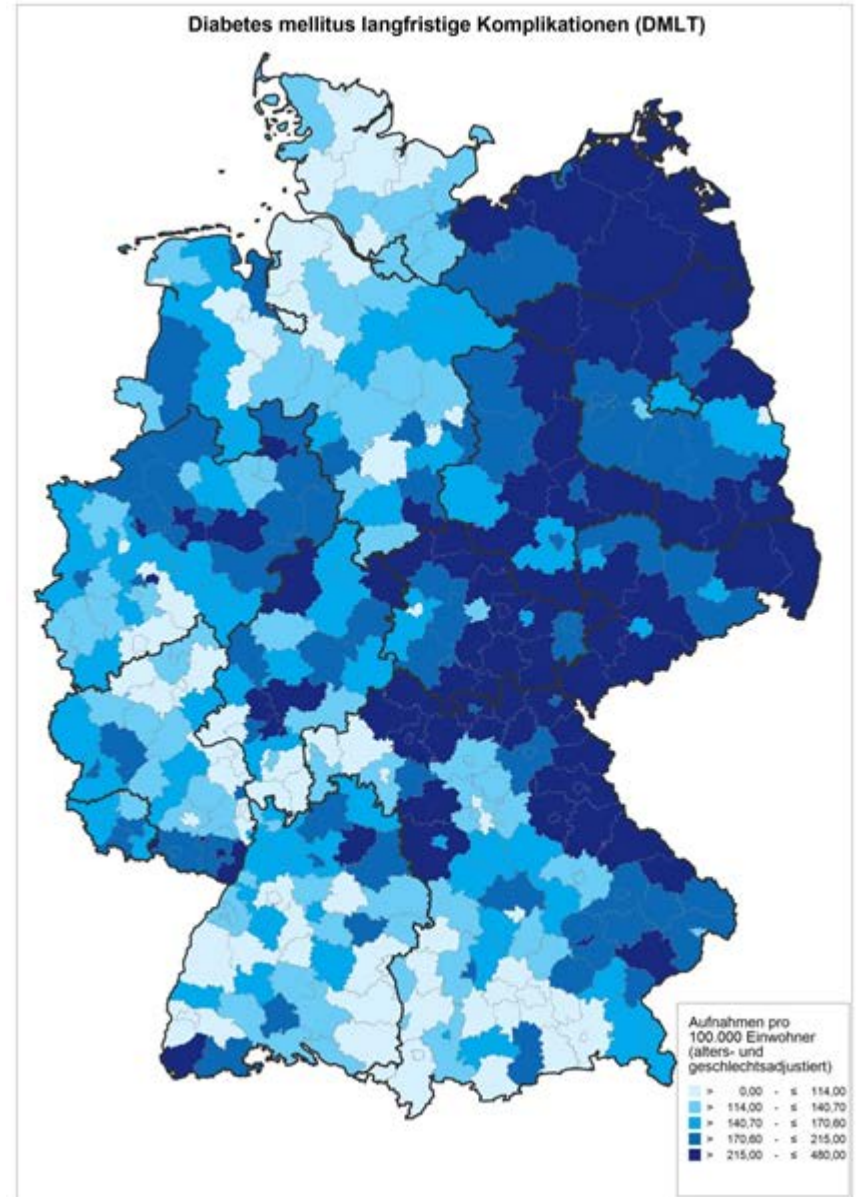 Diabetes mellitus langfristige Komplikationen (DMLT)
Aufnahmen pro
100.000 Einwohner
(alters- und
geschlechtsadjustiert)
> 0,00 - ≤ 114,00
> 114,00 - ≤ 140,70
> 140,70 - ≤ 170,60
> 170,60 - ≤ 215,00
> 215,00 - ≤ 480,00